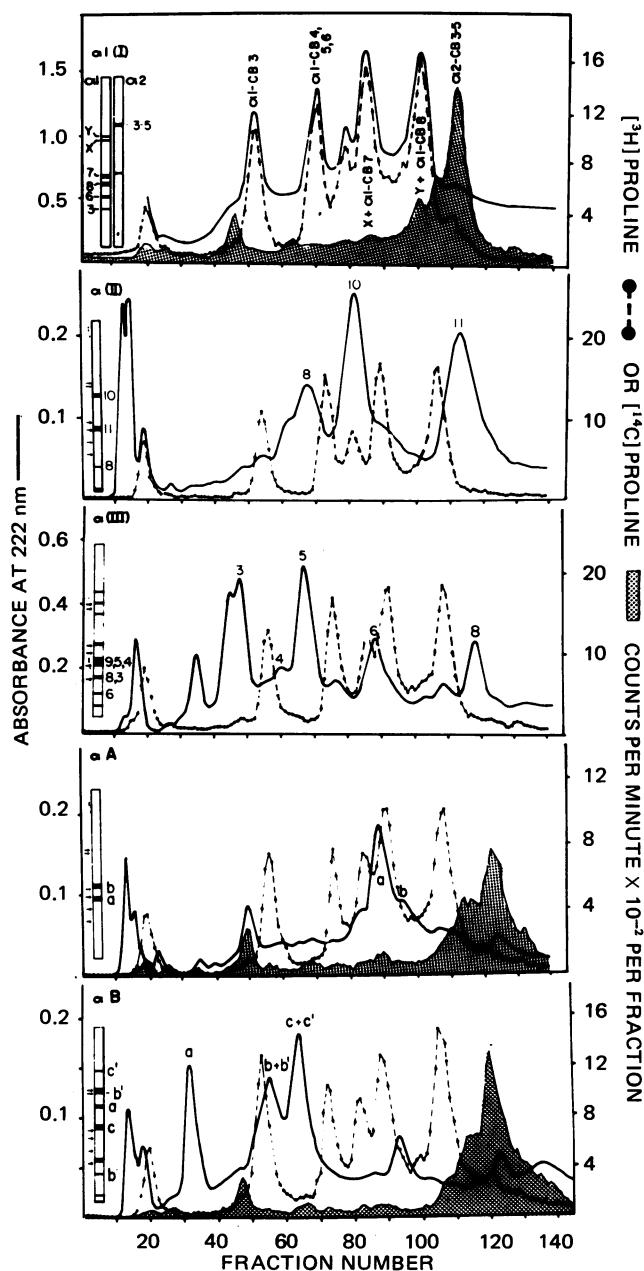 α1(I)
α1 α2
Y
X
7
8
6
3
3-5
1.5
1.0
0.5
α1-CB3
α1-CB4,
5,6
X+α1-CB7
Y+α1-CB8
α2-CB3-5
16
12
8
4
α(II)
10
11
8
0.2
0.1
8
10
11
20
10
α(III)
9,5,4
8,3
6
0.6
0.4
0.2
3
4
5
6
8
20
10
αA
b
a
0.2
0.1
a
b
12
8
4
αB
c'
b'
a
c
b
0.2
0.1
a
b+b'
c+c'
16
12
8
4
20 40 60 80 100 120 140
FRACTION NUMBER
ABSORBANCE AT 222 nm
[³H]PROLINE OR [¹⁴C]PROLINE
COUNTS PER MINUTE × 10⁻² PER FRACTION